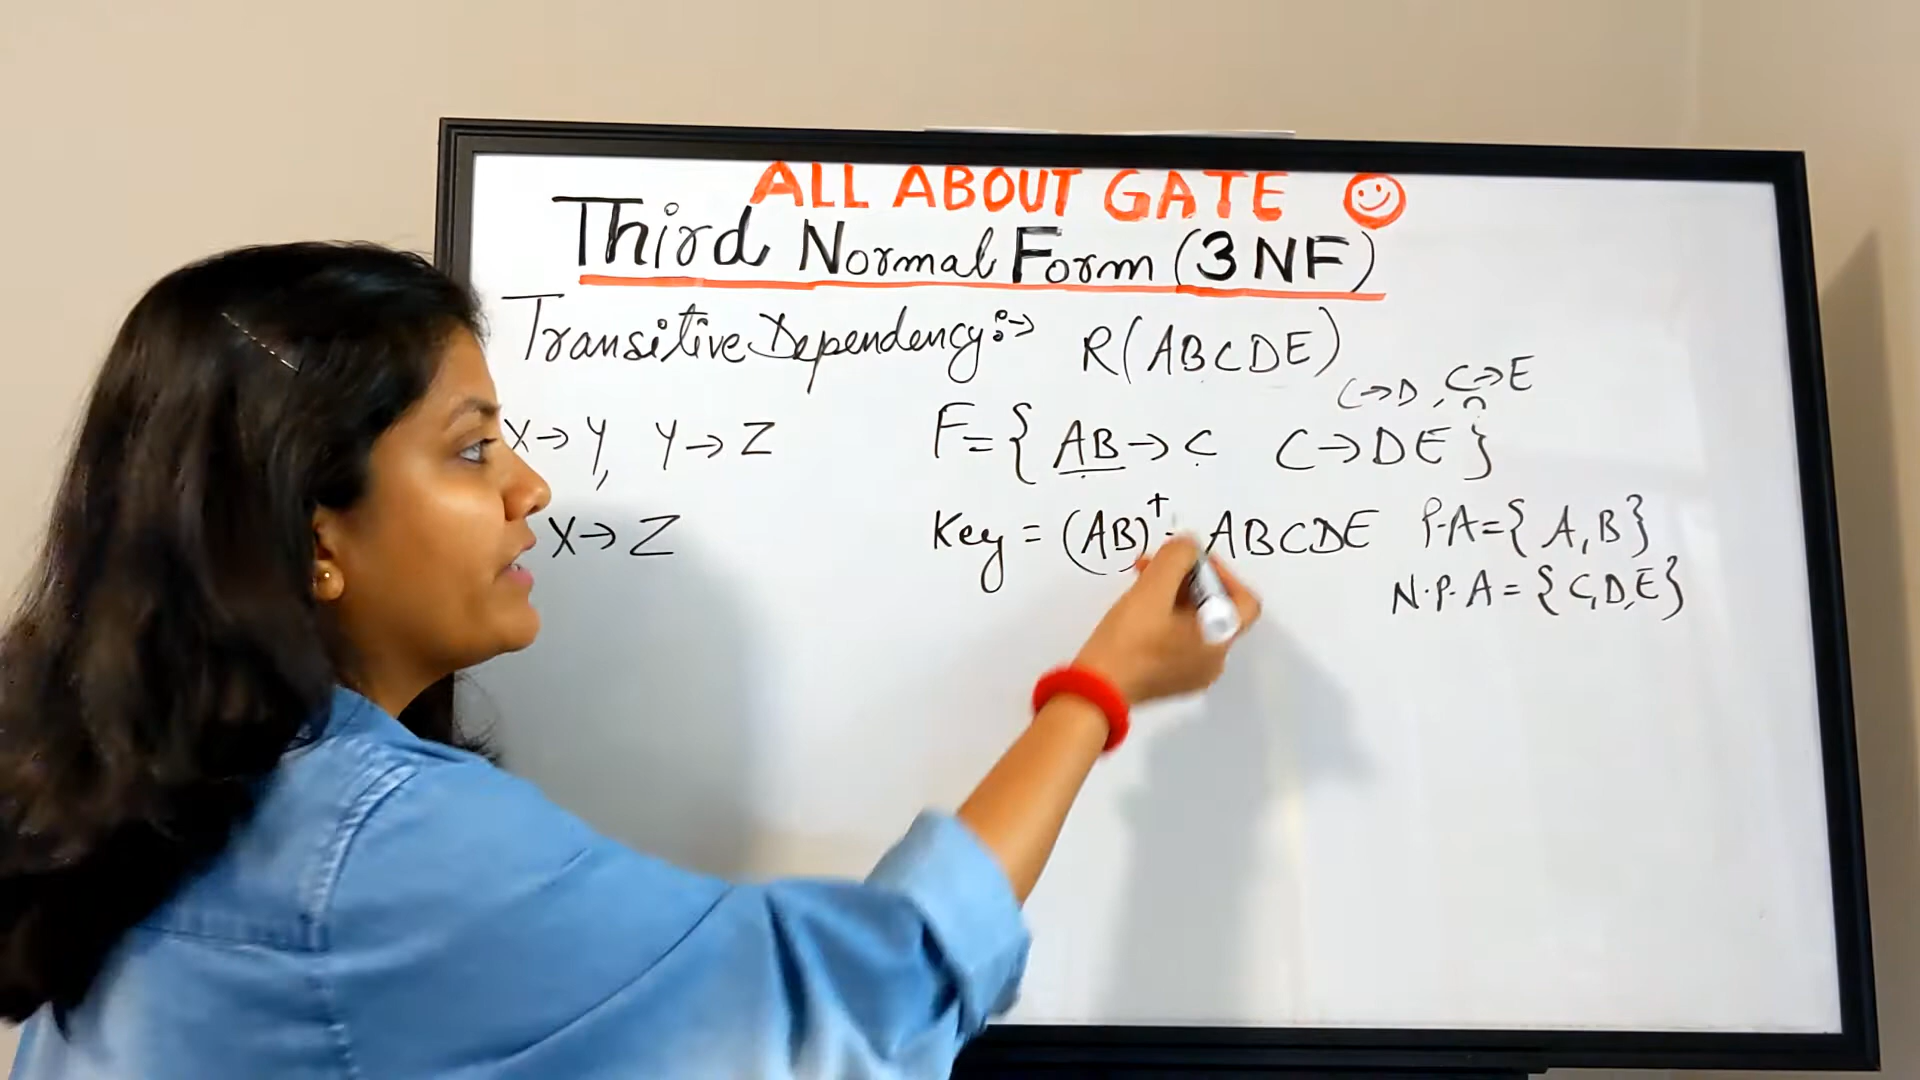 ALL ABOUT GATE
Third Normal Form (3NF)
Transitive Dependency:→ R(ABCDE)
C→D, C→E
X→Y, Y→Z F={AB→C C→DE}
X→Z Key = (AB)⁺ = ABCDE P.A={A,B}
N.P.A={C,D,E}